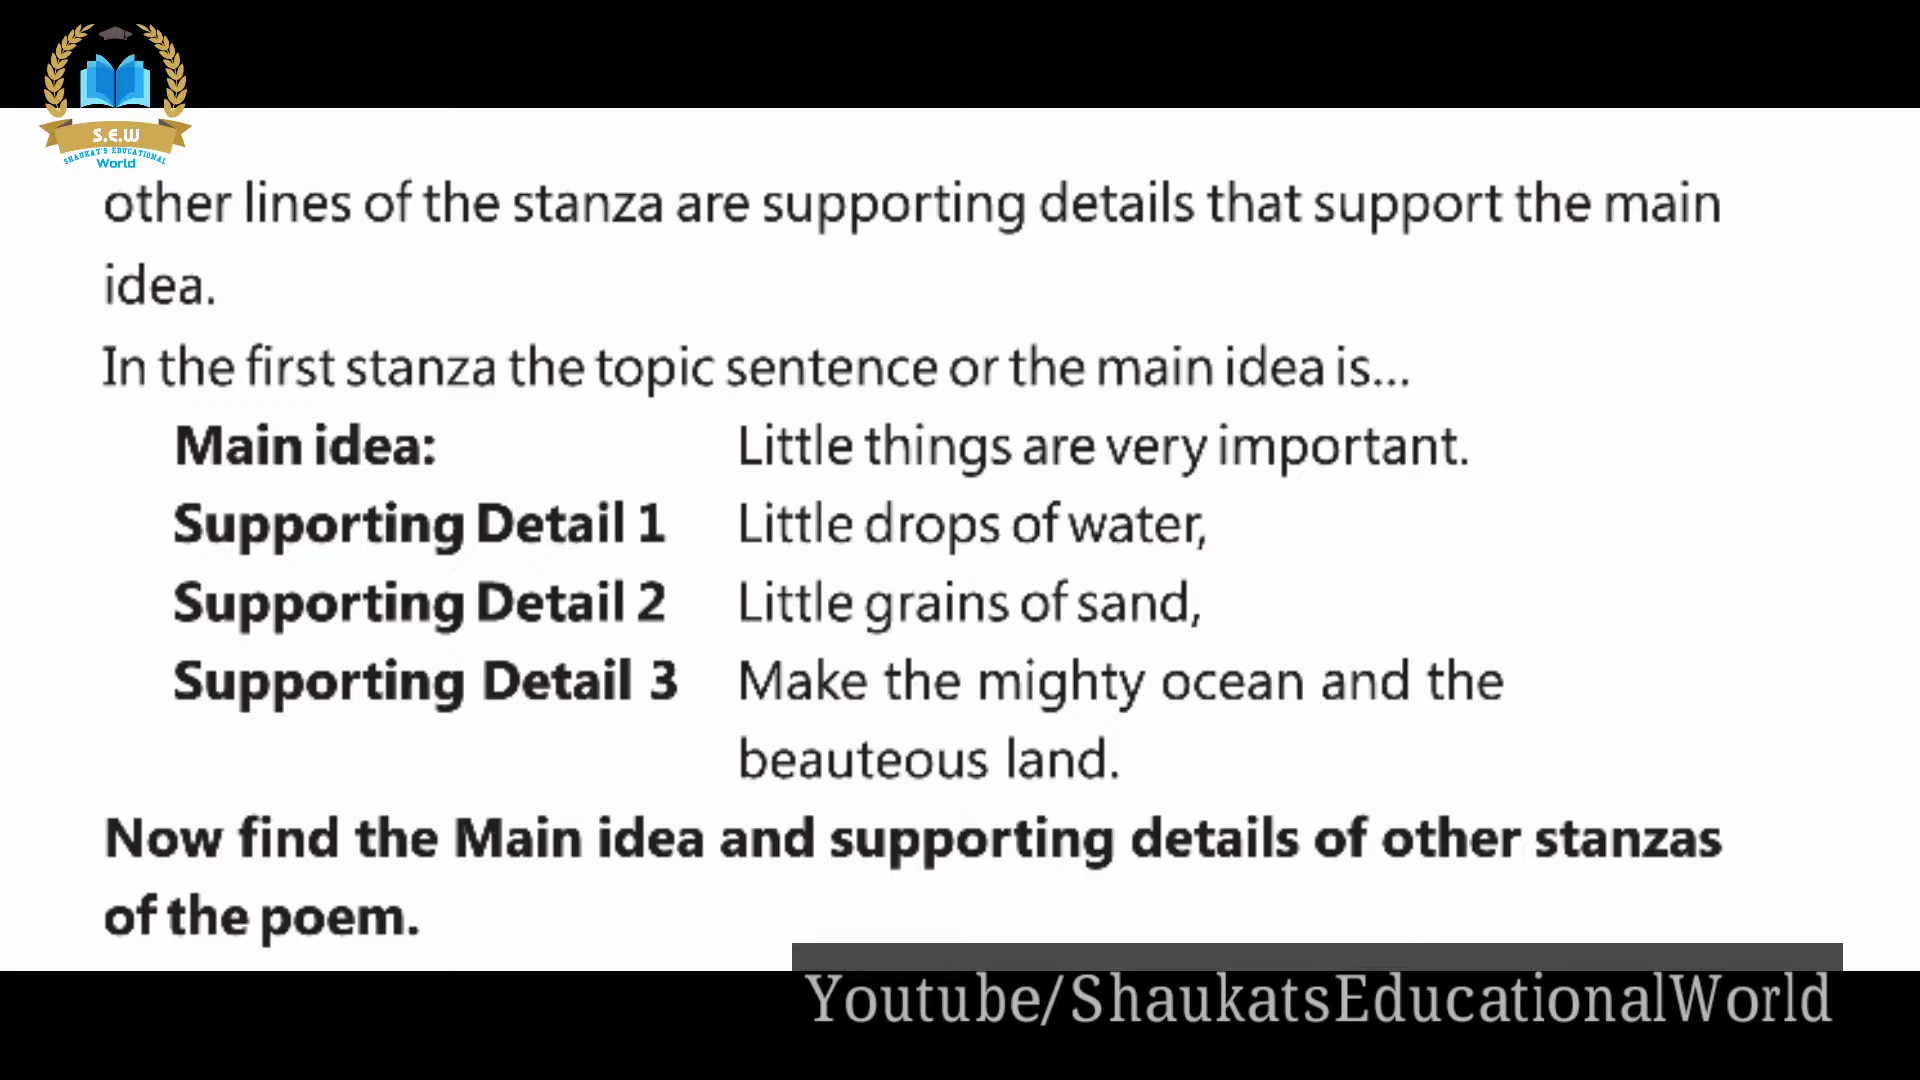 S.E.W
SHAUKAT'S EDUCATIONAL
World
other lines of the stanza are supporting details that support the main
idea.
In the first stanza the topic sentence or the main idea is...
Main idea: Little things are very important.
Supporting Detail 1 Little drops of water,
Supporting Detail 2 Little grains of sand,
Supporting Detail 3 Make the mighty ocean and the
beauteous land.
Now find the Main idea and supporting details of other stanzas
of the poem.
Youtube/ShaukatsEducationalWorld